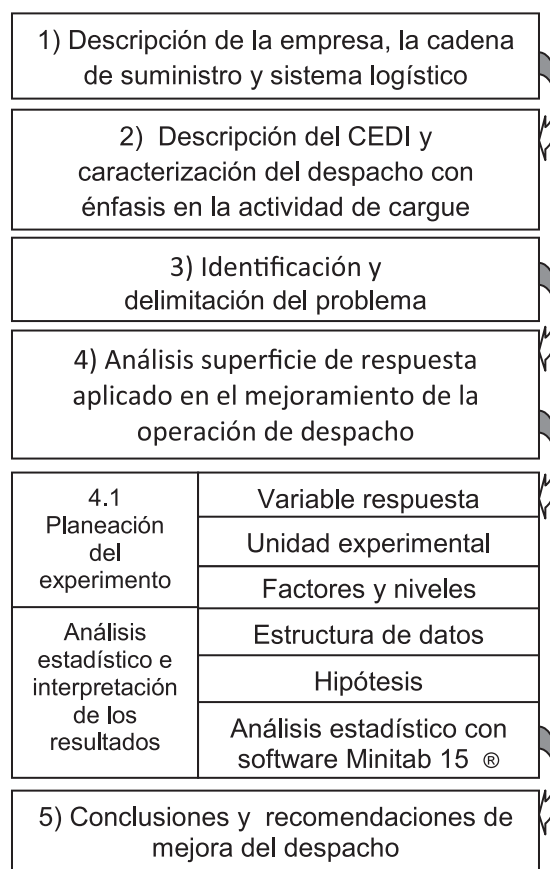 1) Descripción de la empresa, la cadena
de suministro y sistema logístico
2) Descripción del CEDI y
caracterización del despacho con
énfasis en la actividad de cargue
3) Identificación y
delimitación del problema
4) Análisis superficie de respuesta
aplicado en el mejoramiento de la
operación de despacho
4.1
Planeación
del
experimento
Variable respuesta
Unidad experimental
Factores y niveles
Análisis
estadístico e
interpretación
de los
resultados
Estructura de datos
Hipótesis
Análisis estadístico con
software Minitab 15 ®
5) Conclusiones y recomendaciones de
mejora del despacho